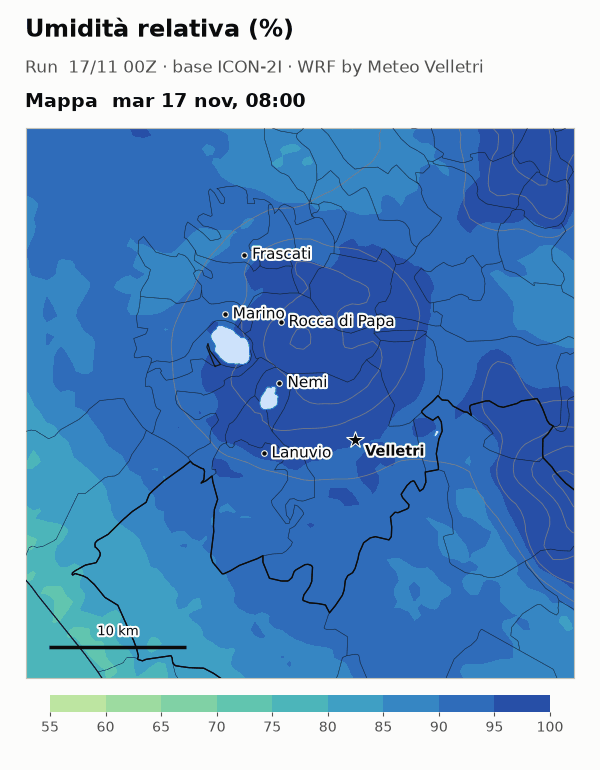 Umidità relativa (%)
Run  17/11 00Z · base ICON-2I · WRF by Meteo Velletri
Mappa  mar 17 nov, 08:00
Frascati
Marino
Rocca di Papa
Nemi
Lanuvio
Velletri
10 km
55 60 65 70 75 80 85 90 95 100